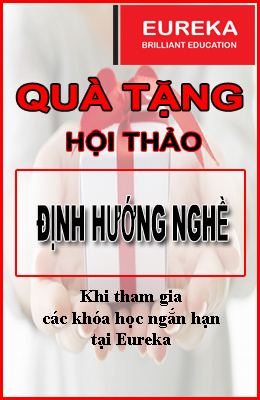 EUREKA
BRILLIANT EDUCATION
QUÀ TẶNG
HỘI THẢO
ĐỊNH HƯỚNG NGHỀ
Khi tham gia
các khóa học ngắn hạn
tại Eureka